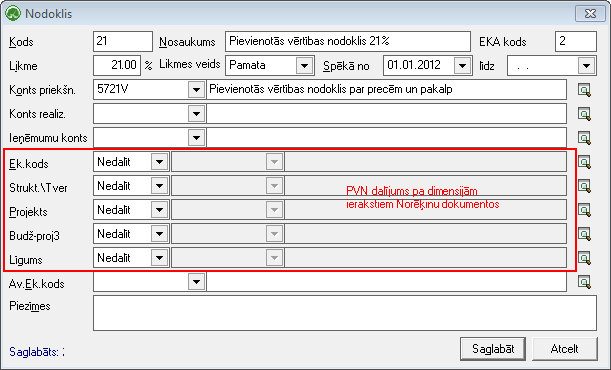 Nodoklis
Kods 21 Nosaukums Pievienotās vērtības nodoklis 21% EKA kods 2
Likme 21.00 % Likmes veids Pamata Spēkā no 01.01.2012 līdz . .
Konts priekšn. 5721V Pievienotās vērtības nodoklis par precēm un pakalp
Konts realiz.
Ieņēmumu konts
Ek.kods Nedalīt
Strukt.\Tver Nedalīt PVN dalījums pa dimensijām
Projekts Nedalīt ierakstiem Norēķinu dokumentos
Budž-proj3 Nedalīt
Līgums Nedalīt
Av.Ek.kods
Piezīmes
Saglabāts: ; Saglabāt Atcelt